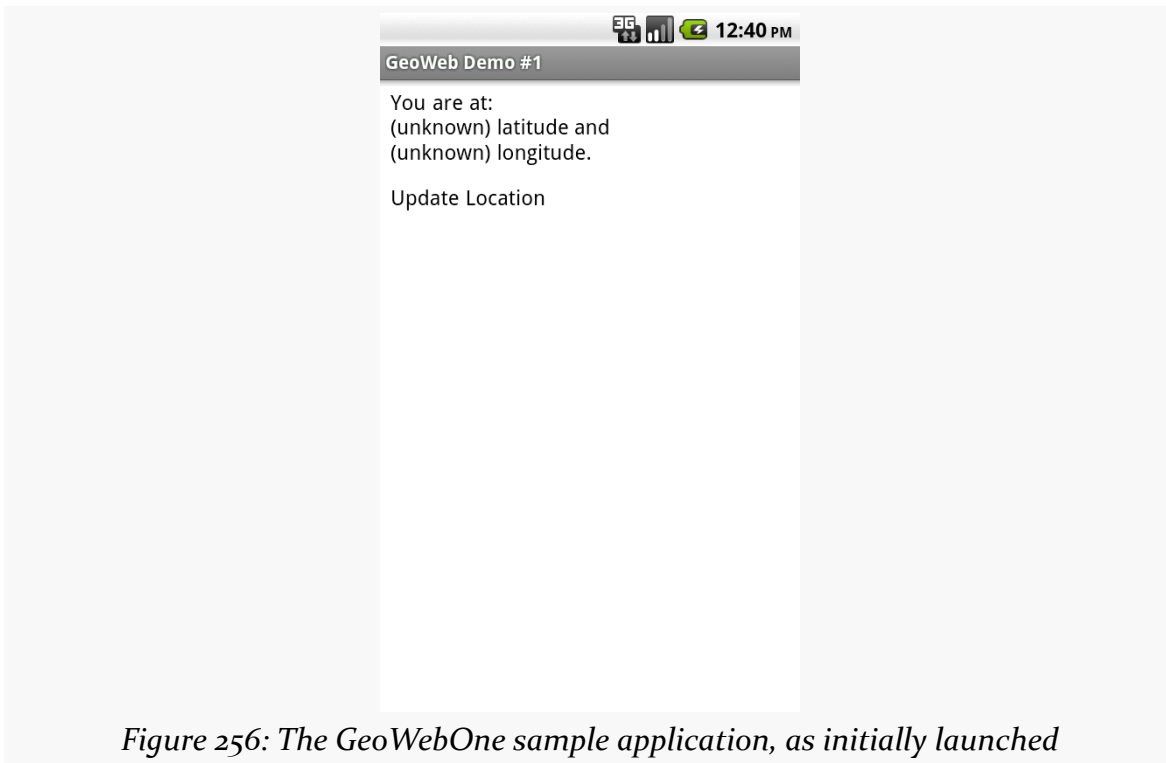 3G 12:40 PM
GeoWeb Demo #1
You are at:
(unknown) latitude and
(unknown) longitude.
Update Location
Figure 256: The GeoWebOne sample application, as initially launched